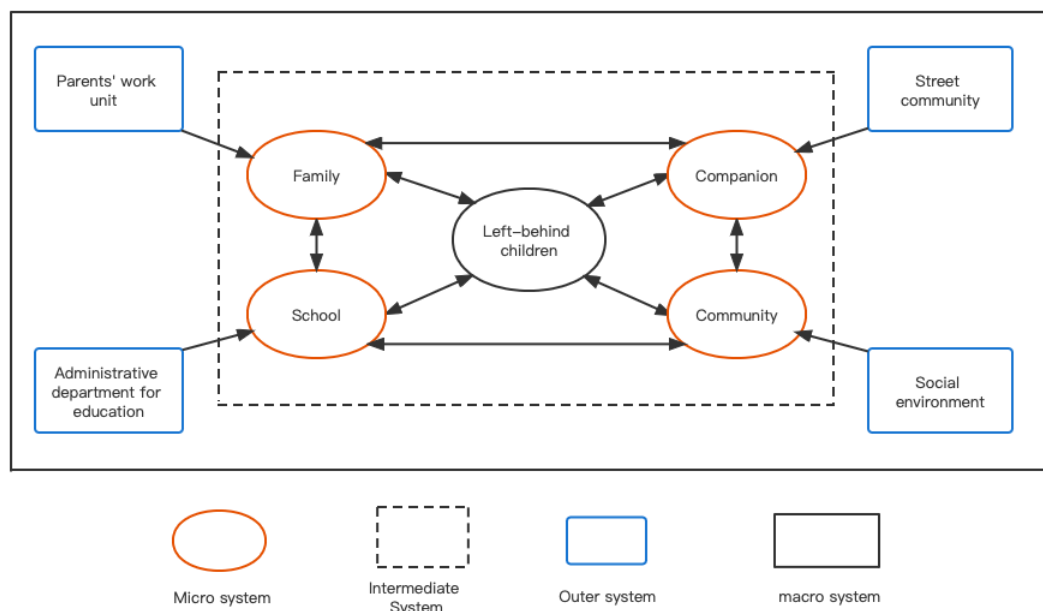 Parents' work
unit
Street
community
Family
Companion
Left-behind
children
School
Community
Administrative
department for
education
Social
environment
Micro system
Intermediate
System
Outer system
macro system